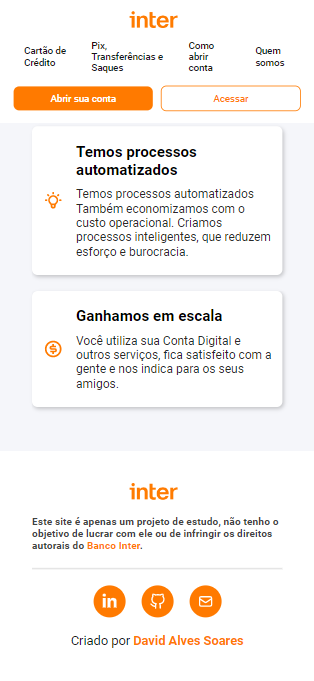 inter
Cartão de
Crédito
Pix,
Transferências e
Saques
Como
abrir
conta
Quem
somos
Abrir sua conta
Acessar
Temos processos
automatizados
Temos processos automatizados
Também economizamos com o
custo operacional. Criamos
processos inteligentes, que reduzem
esforço e burocracia.
Ganhamos em escala
Você utiliza sua Conta Digital e
outros serviços, fica satisfeito com a
gente e nos indica para os seus
amigos.
inter
Este site é apenas um projeto de estudo, não tenho o
objetivo de lucrar com ele ou de infringir os direitos
autorais do Banco Inter.
in
Criado por David Alves Soares